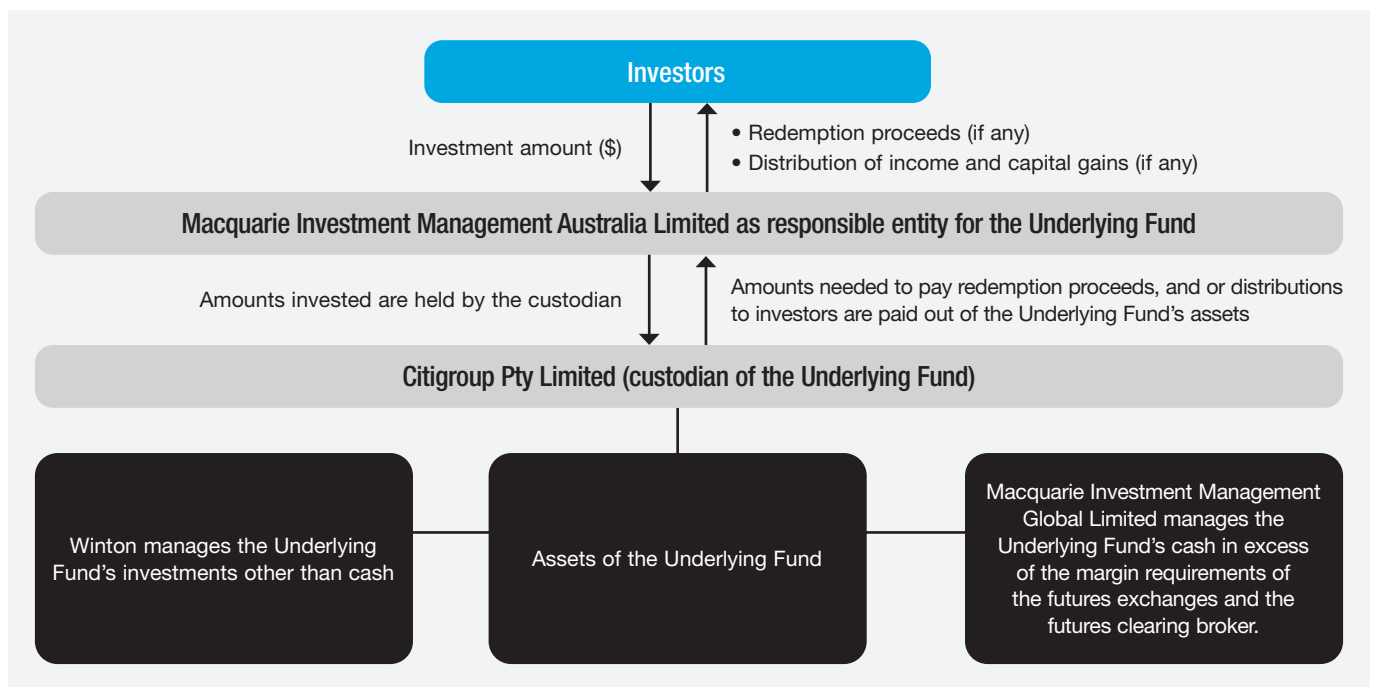 Investors
Investment amount ($)
• Redemption proceeds (if any)
• Distribution of income and capital gains (if any)
Macquarie Investment Management Australia Limited as responsible entity for the Underlying Fund
Amounts invested are held by the custodian
Amounts needed to pay redemption proceeds, and or distributions
to investors are paid out of the Underlying Fund's assets
Citigroup Pty Limited (custodian of the Underlying Fund)
Winton manages the Underlying
Fund's investments other than cash
Assets of the Underlying Fund
Macquarie Investment Management
Global Limited manages the
Underlying Fund's cash in excess
of the margin requirements of
the futures exchanges and the
futures clearing broker.